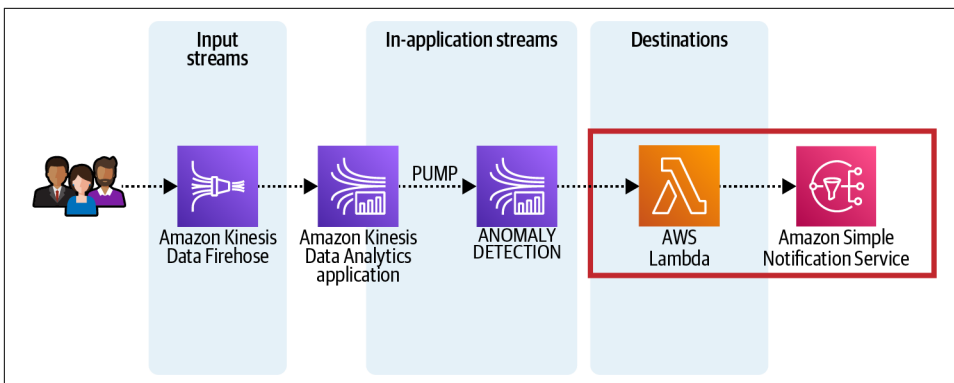 Input
streams
In-application streams
Destinations
PUMP
Amazon Kinesis
Data Firehose
Amazon Kinesis
Data Analytics
application
ANOMALY
DETECTION
AWS
Lambda
Amazon Simple
Notification Service